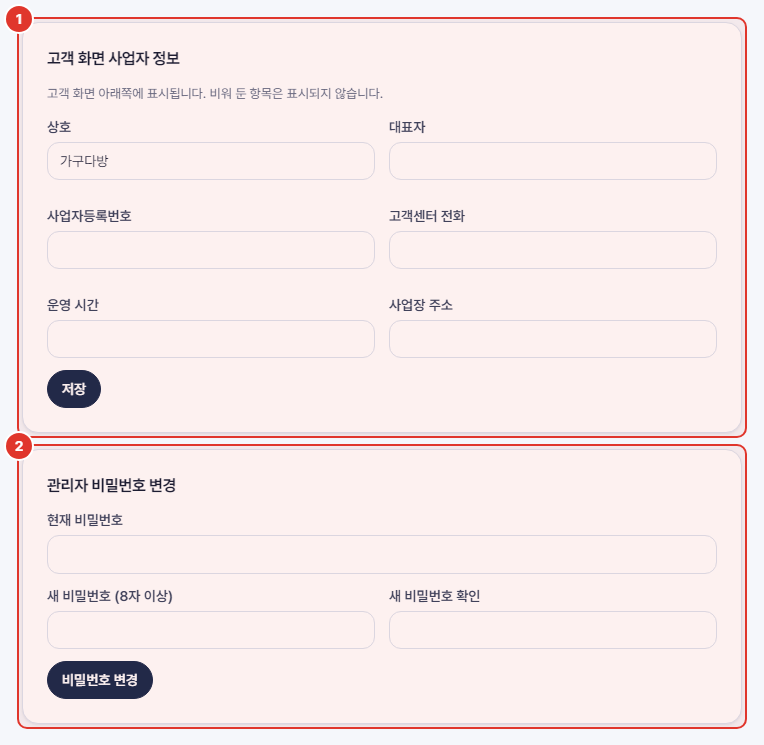 1
고객 화면 사업자 정보
고객 화면 아래쪽에 표시됩니다. 비워 둔 항목은 표시되지 않습니다.
상호 대표자
가구다방
사업자등록번호 고객센터 전화
운영 시간 사업장 주소
저장
2
관리자 비밀번호 변경
현재 비밀번호
새 비밀번호 (8자 이상) 새 비밀번호 확인
비밀번호 변경